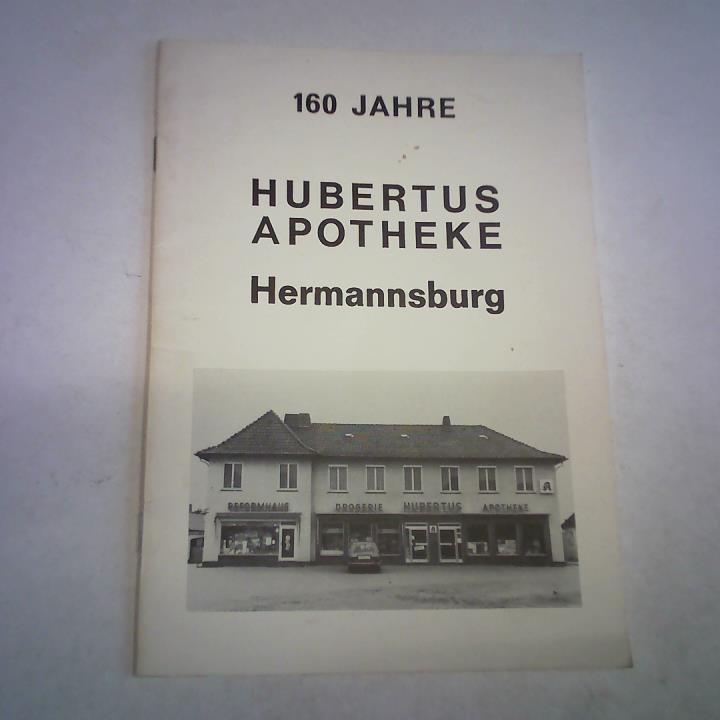 160 JAHRE
HUBERTUS
APOTHEKE
Hermannsburg
REFORMHAUS
DROGERIE HUBERTUS APOTHEKE